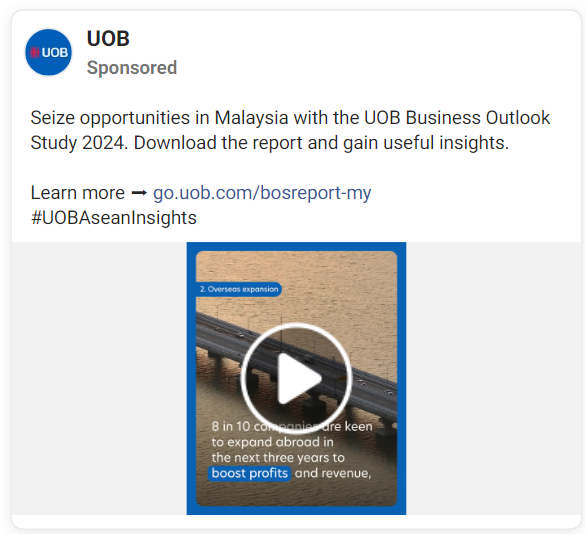 UOB
UOB
Sponsored
Seize opportunities in Malaysia with the UOB Business Outlook
Study 2024. Download the report and gain useful insights.
Learn more ➡ go.uob.com/bosreport-my
#UOBAseanInsights
2. Overseas expansion
8 in 10 companies are keen
to expand abroad in
the next three years to
boost profits and revenue,